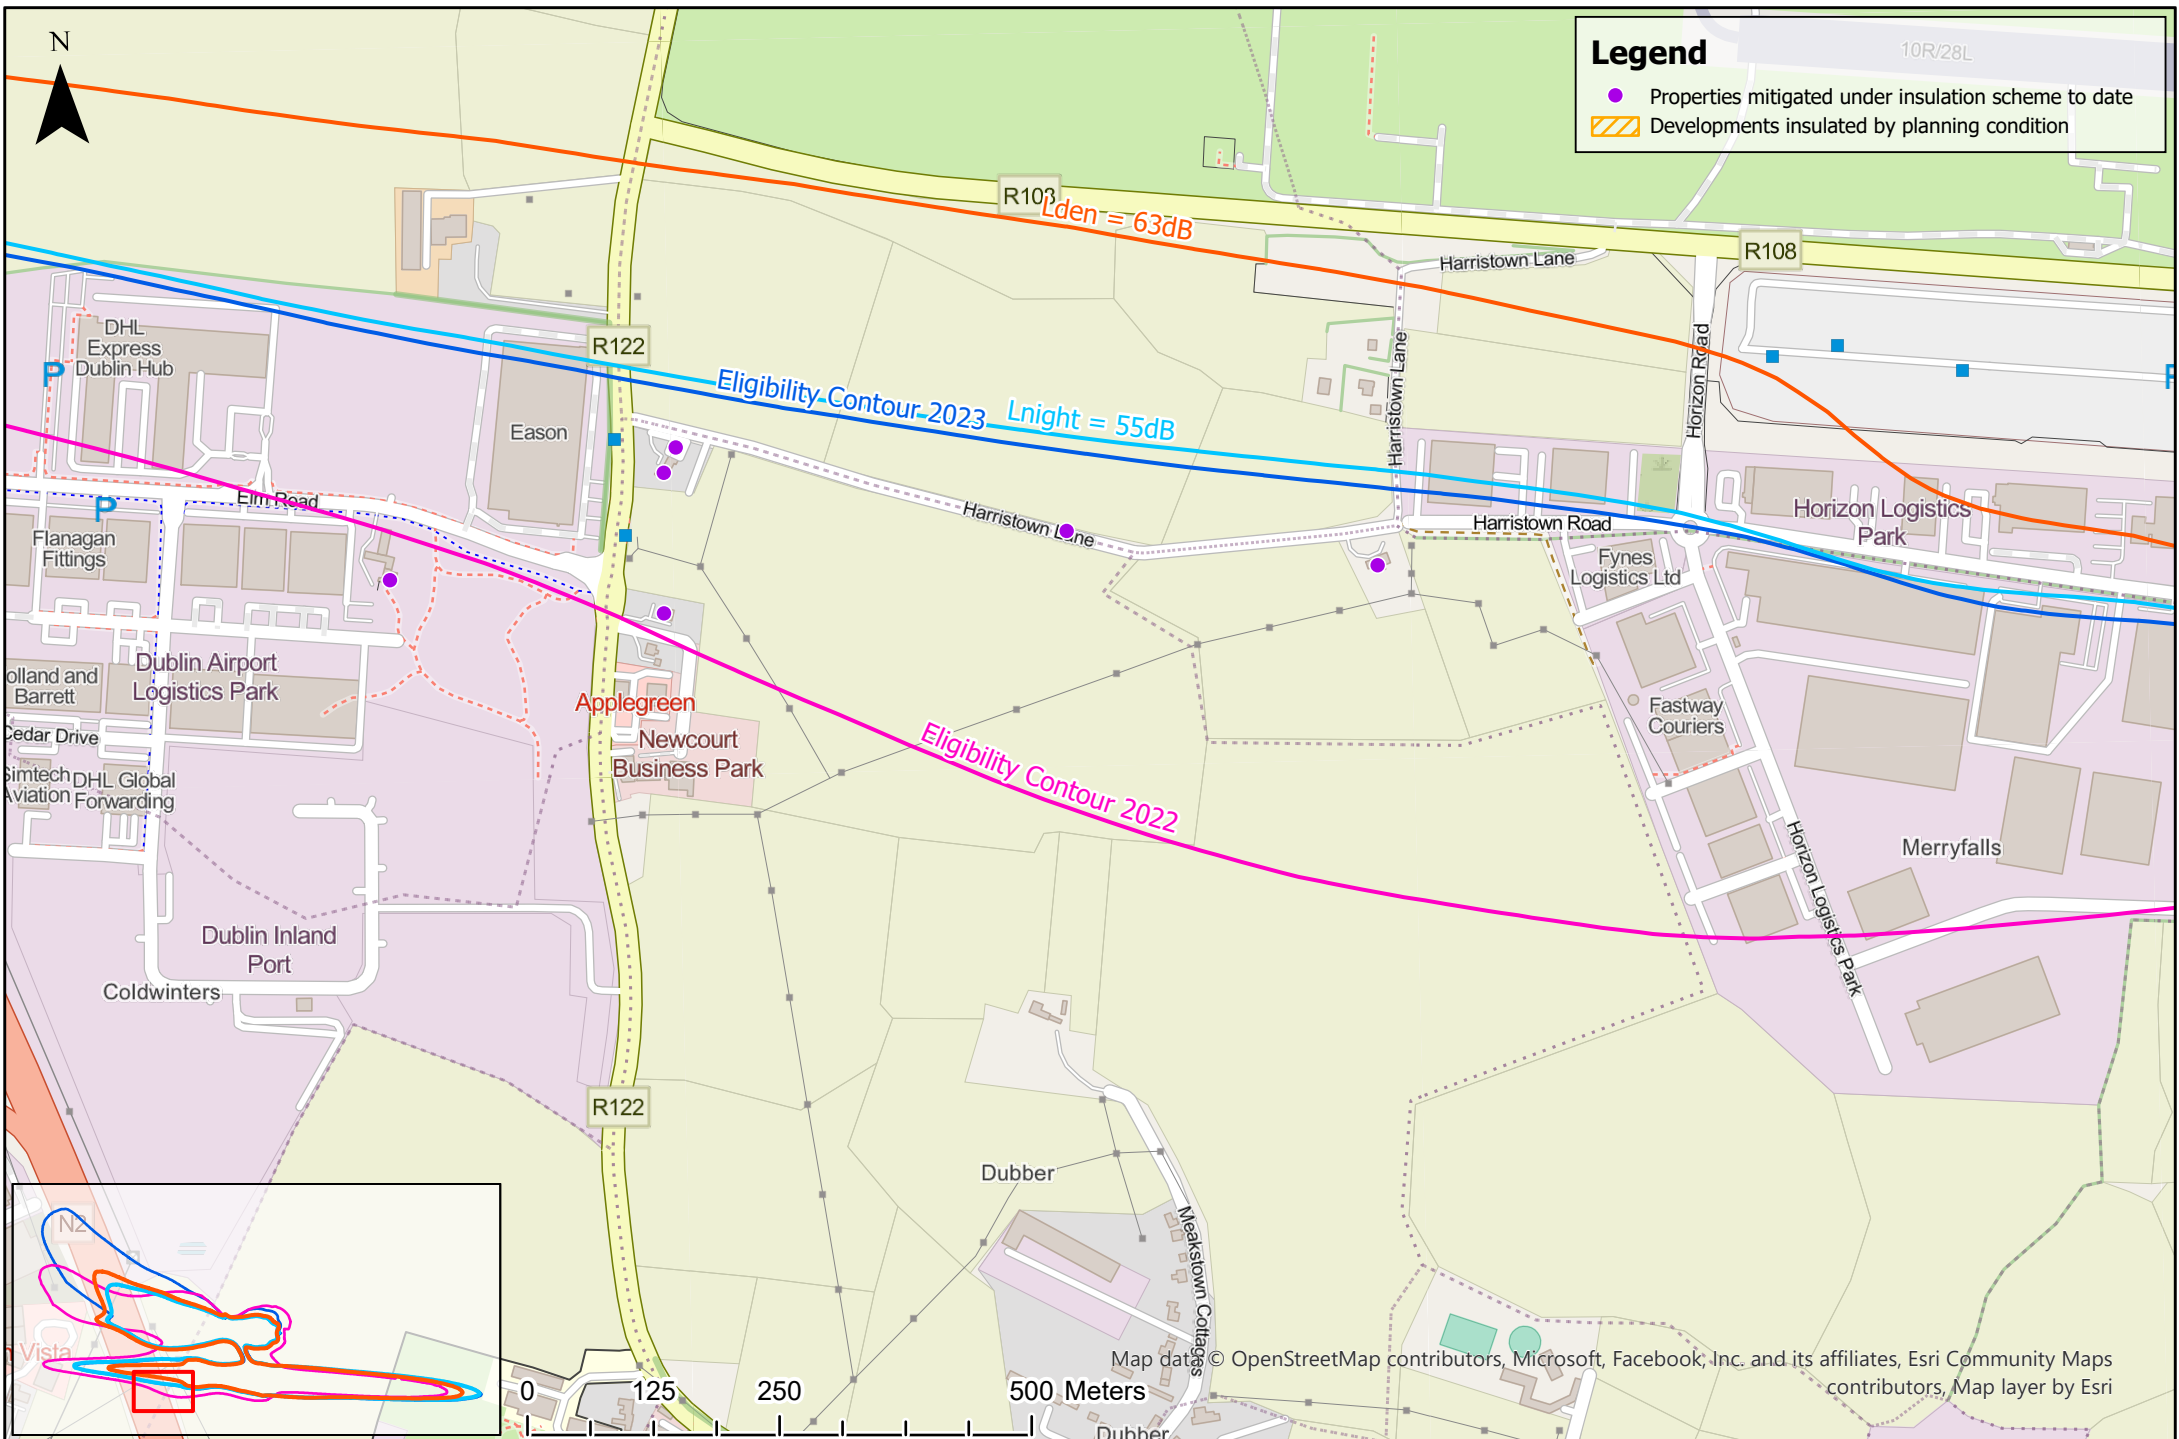 N
10R/28L
Legend
Properties mitigated under insulation scheme to date
Developments insulated by planning condition
R108
Lden = 63dB
R108
Harristown Lane
DHL
Express
Dublin Hub
P
R122
Harristown Lane
Horizon Road
P
Eason
Eligibility Contour 2023
Lnight = 55dB
Elm Road
P
Harristown Lane
Harristown Road
Horizon Logistics
Park
Flanagan
Fittings
Fynes
Logistics Ltd
Dublin Airport
Logistics Park
olland and
Barrett
Applegreen
Fastway
Couriers
Cedar Drive
Newcourt
Business Park
Eligibility Contour 2022
Simtech
Aviation
DHL Global
Forwarding
Merryfalls
Horizon Logistics Park
Dublin Inland
Port
Coldwinters
R122
Dubber
Meakstown Cottages
N2
Vista
Map data © OpenStreetMap contributors, Microsoft, Facebook, Inc. and its affiliates, Esri Community Maps
contributors, Map layer by Esri
0 125 250 500 Meters
Dubber